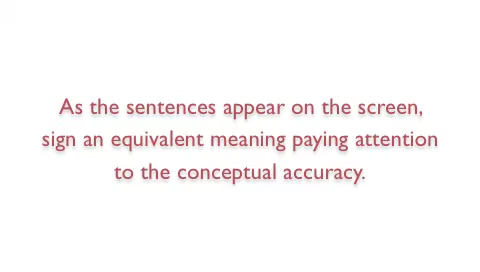 As the sentences appear on the screen,
sign an equivalent meaning paying attention
to the conceptual accuracy.